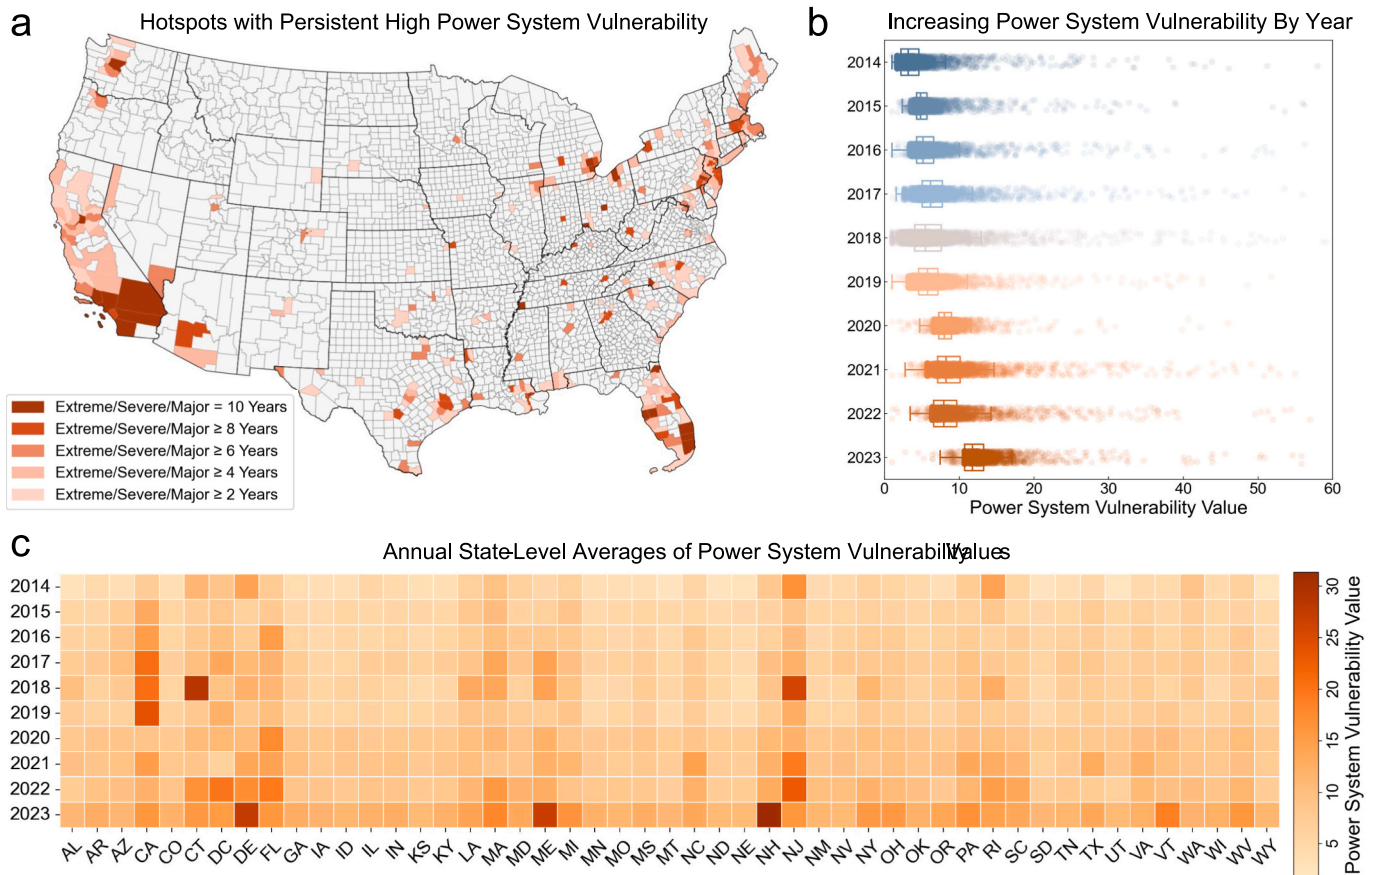 a
Hotspots with Persistent High Power System Vulnerability
Extreme/Severe/Major = 10 Years
Extreme/Severe/Major ≥ 8 Years
Extreme/Severe/Major ≥ 6 Years
Extreme/Severe/Major ≥ 4 Years
Extreme/Severe/Major ≥ 2 Years
b
Increasing Power System Vulnerability By Year
2014
2015
2016
2017
2018
2019
2020
2021
2022
2023
0 10 20 30 40 50 60
Power System Vulnerability Value
c
Annual State-Level Averages of Power System Vulnerability Values
2014
2015
2016
2017
2018
2019
2020
2021
2022
2023
AL AR AZ CA CO CT DC DE FL GA IA ID IL IN KS KY LA MA MD ME MI MN MO MS MT NC ND NE NH NJ NM NV NY OH OK OR PA RI SC SD TN TX UT VA VT WA WI WV WY
30
25
20
15
10
5
Power System Vulnerability Value